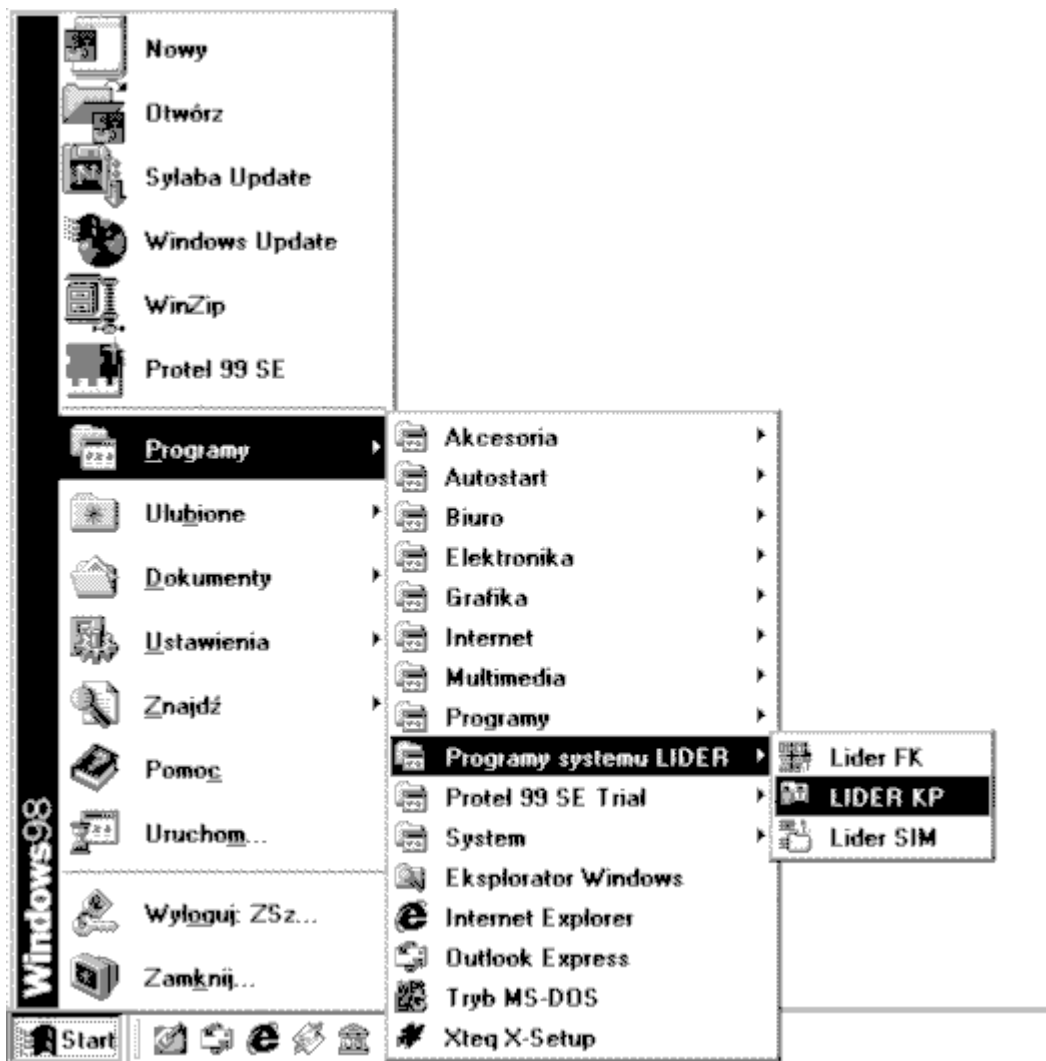 Nowy
Otwórz
Sylaba Update
Windows Update
WinZip
Protel 99 SE
Programy
Ulubione
Dokumenty
Ustawienia
Znajdź
Pomoc
Uruchom...
Wyloguj: ZSz...
Zamknij...
Windows98
Start
Akcesoria
Autostart
Biuro
Elektronika
Grafika
Internet
Multimedia
Programy
Programy systemu LIDER
Protel 99 SE Trial
System
Eksplorator Windows
Internet Explorer
Outlook Express
Tryb MS-DOS
Xteq X-Setup
Lider FK
LIDER KP
Lider SIM